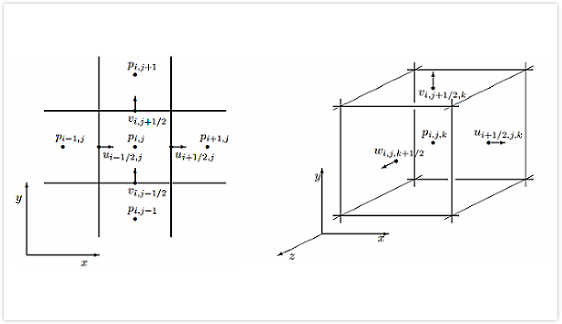 p_{i,j+1}
v_{i,j+1/2}
p_{i-1,j}
p_{i,j}
p_{i+1,j}
u_{i-1/2,j}
u_{i+1/2,j}
v_{i,j-1/2}
p_{i,j-1}
y
x
v_{i,j+1/2,k}
p_{i,j,k}
u_{i+1/2,j,k}
w_{i,j,k+1/2}
y
x
z